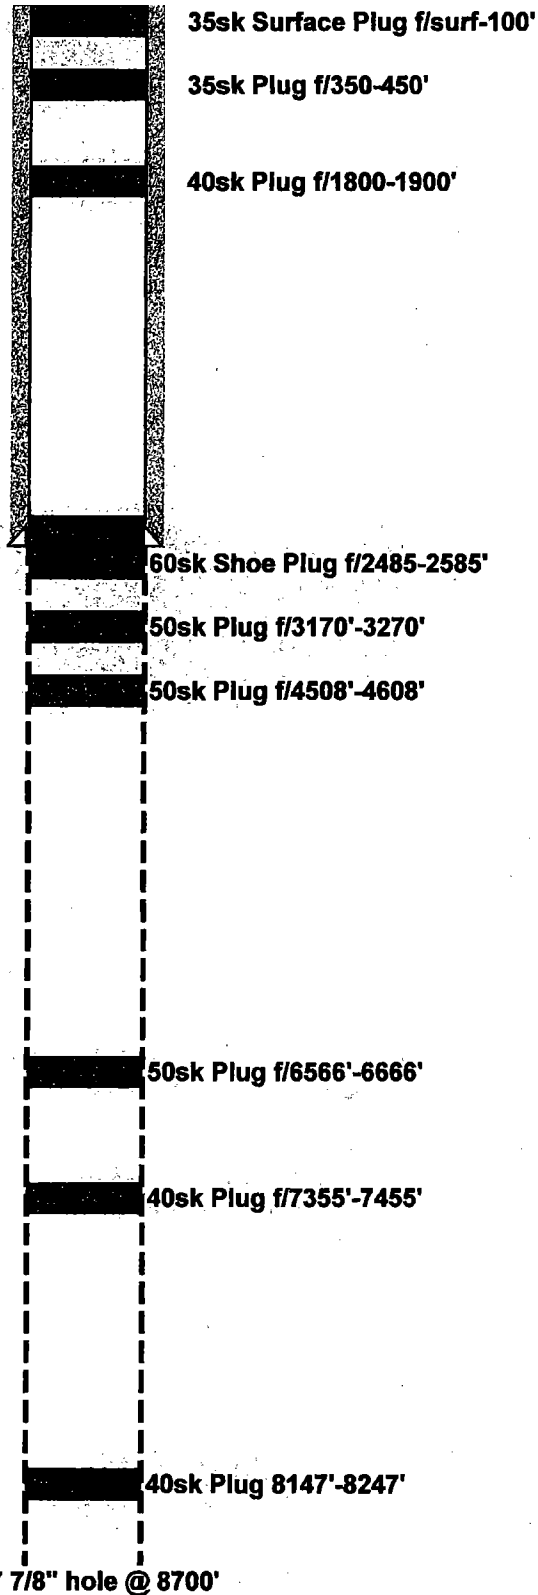 35sk Surface Plug f/surf-100'
35sk Plug f/350-450'
40sk Plug f/1800-1900'
60sk Shoe Plug f/2485-2585'
50sk Plug f/3170'-3270'
50sk Plug f/4508'-4608'
50sk Plug f/6566'-6666'
40sk Plug f/7355'-7455'
40sk Plug 8147'-8247'
7 7/8" hole @ 8700'